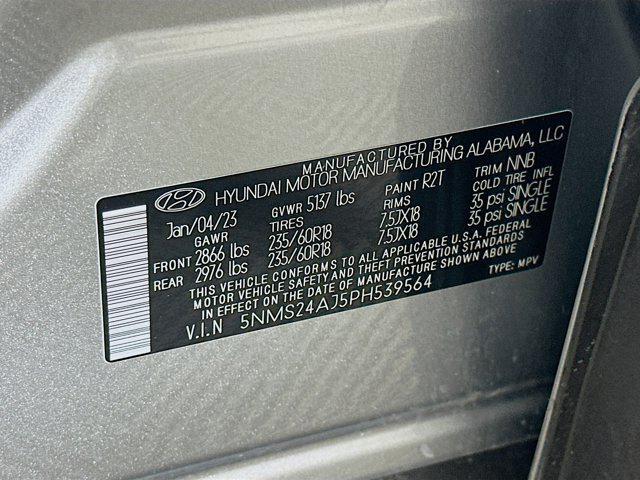 MANUFACTURED BY
HYUNDAI MOTOR MANUFACTURING ALABAMA, LLC
Jan/04/23 GVWR 5137 lbs PAINT R2T TRIM NNB
GAWR TIRES RIMS COLD TIRE INFL
FRONT 2866 lbs 235/60R18 7.5JX18 35 psi SINGLE
REAR 2976 lbs 235/60R18 7.5JX18 35 psi SINGLE
THIS VEHICLE CONFORMS TO ALL APPLICABLE U.S.A. FEDERAL
MOTOR VEHICLE SAFETY AND THEFT PREVENTION STANDARDS
IN EFFECT ON THE DATE OF MANUFACTURE SHOWN ABOVE
V.I.N 5NMS24AJ5PH539564 TYPE: MPV